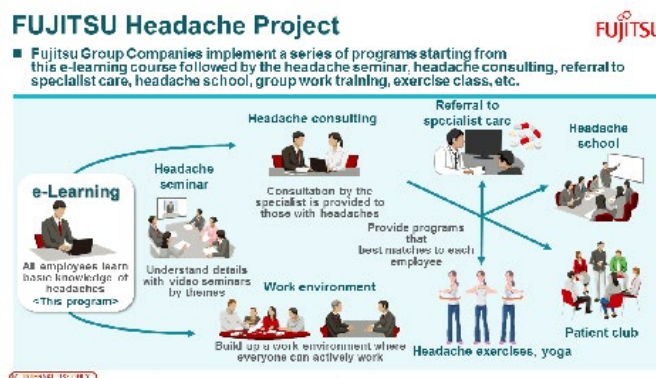 FUJITSU Headache Project
FUJITSU
Fujitsu Group Companies implement a series of programs starting from
this e-learning course followed by the headache seminar, headache consulting, referral to
specialist care, headache school, group work training, exercise class, etc.
e-Learning
All employees learn
basic knowledge of
headaches
<This program>
Headache
seminar
Understand details
with video seminars
by themes
Headache consulting
Consultation by the
specialist is provided to
those with headaches
Referral to
specialist care
Headache
school
Provide programs
that
best matches to each
employee
Work environment
Build up a work environment where
everyone can actively work
Headache exercises, yoga
Patient club